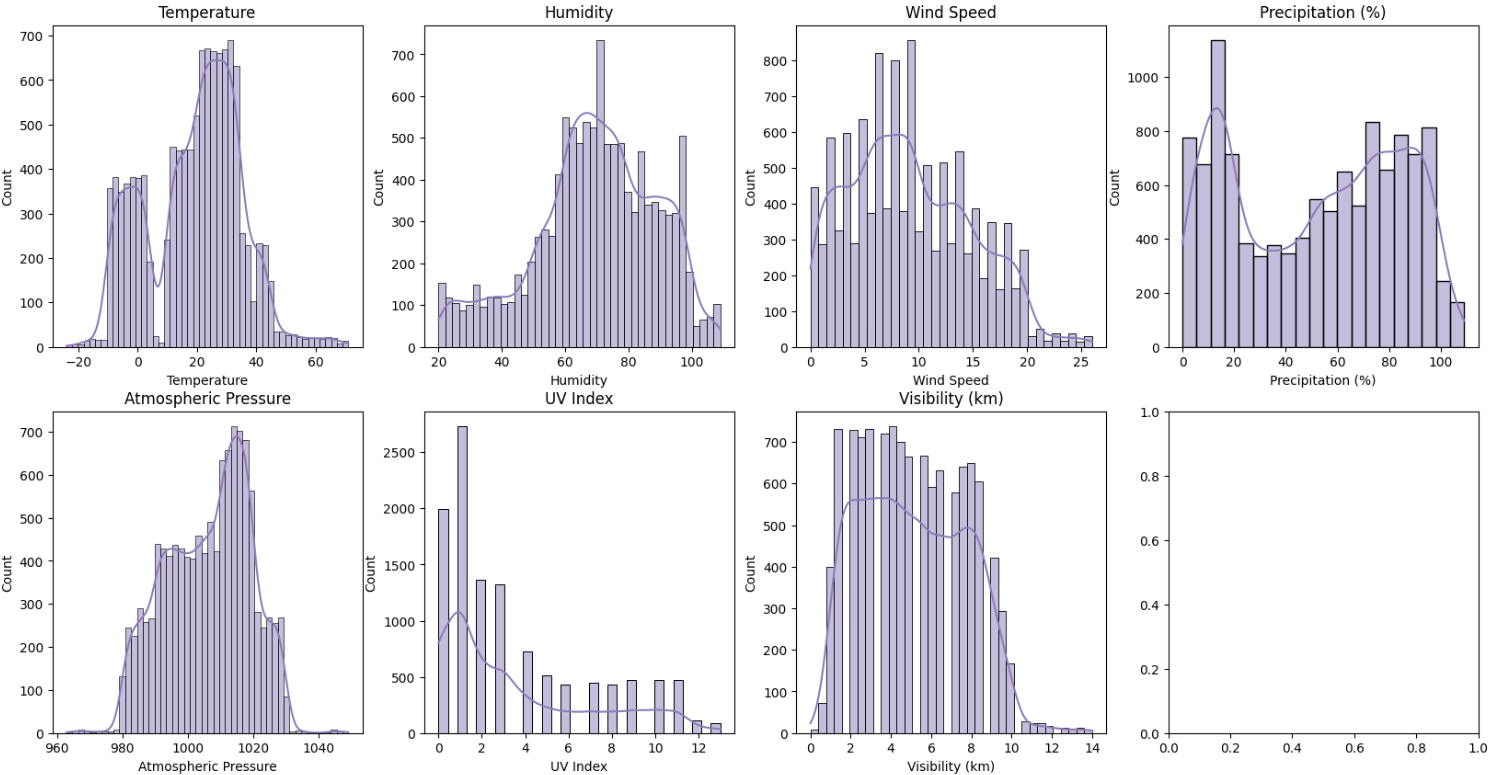 Temperature
Humidity
Wind Speed
Precipitation (%)
700
600
500
400
300
200
100
0
Count
−20 0 20 40 60
Temperature
700
600
500
400
300
200
100
0
Count
20 40 60 80 100
Humidity
800
700
600
500
400
300
200
100
0
Count
0 5 10 15 20 25
Wind Speed
1000
800
600
400
200
0
Count
0 20 40 60 80 100
Precipitation (%)
Atmospheric Pressure
UV Index
Visibility (km)
700
600
500
400
300
200
100
0
Count
960 980 1000 1020 1040
Atmospheric Pressure
2500
2000
1500
1000
500
0
Count
0 2 4 6 8 10 12
UV Index
700
600
500
400
300
200
100
0
Count
0 2 4 6 8 10 12 14
Visibility (km)
1.0
0.8
0.6
0.4
0.2
0.0
0.0 0.2 0.4 0.6 0.8 1.0